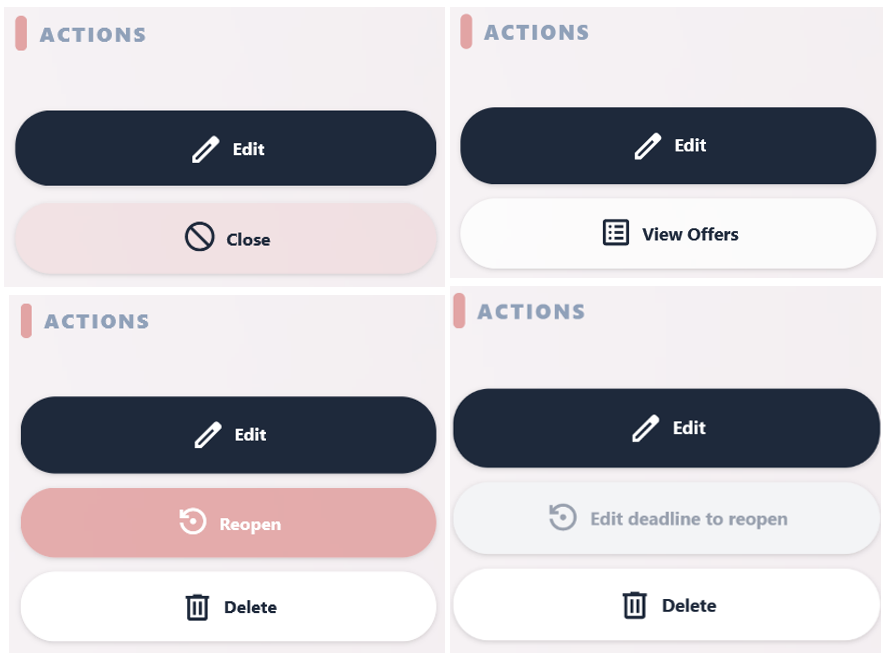 ACTIONS
Edit
Close
ACTIONS
Edit
View Offers
ACTIONS
Edit
Reopen
Delete
ACTIONS
Edit
Edit deadline to reopen
Delete